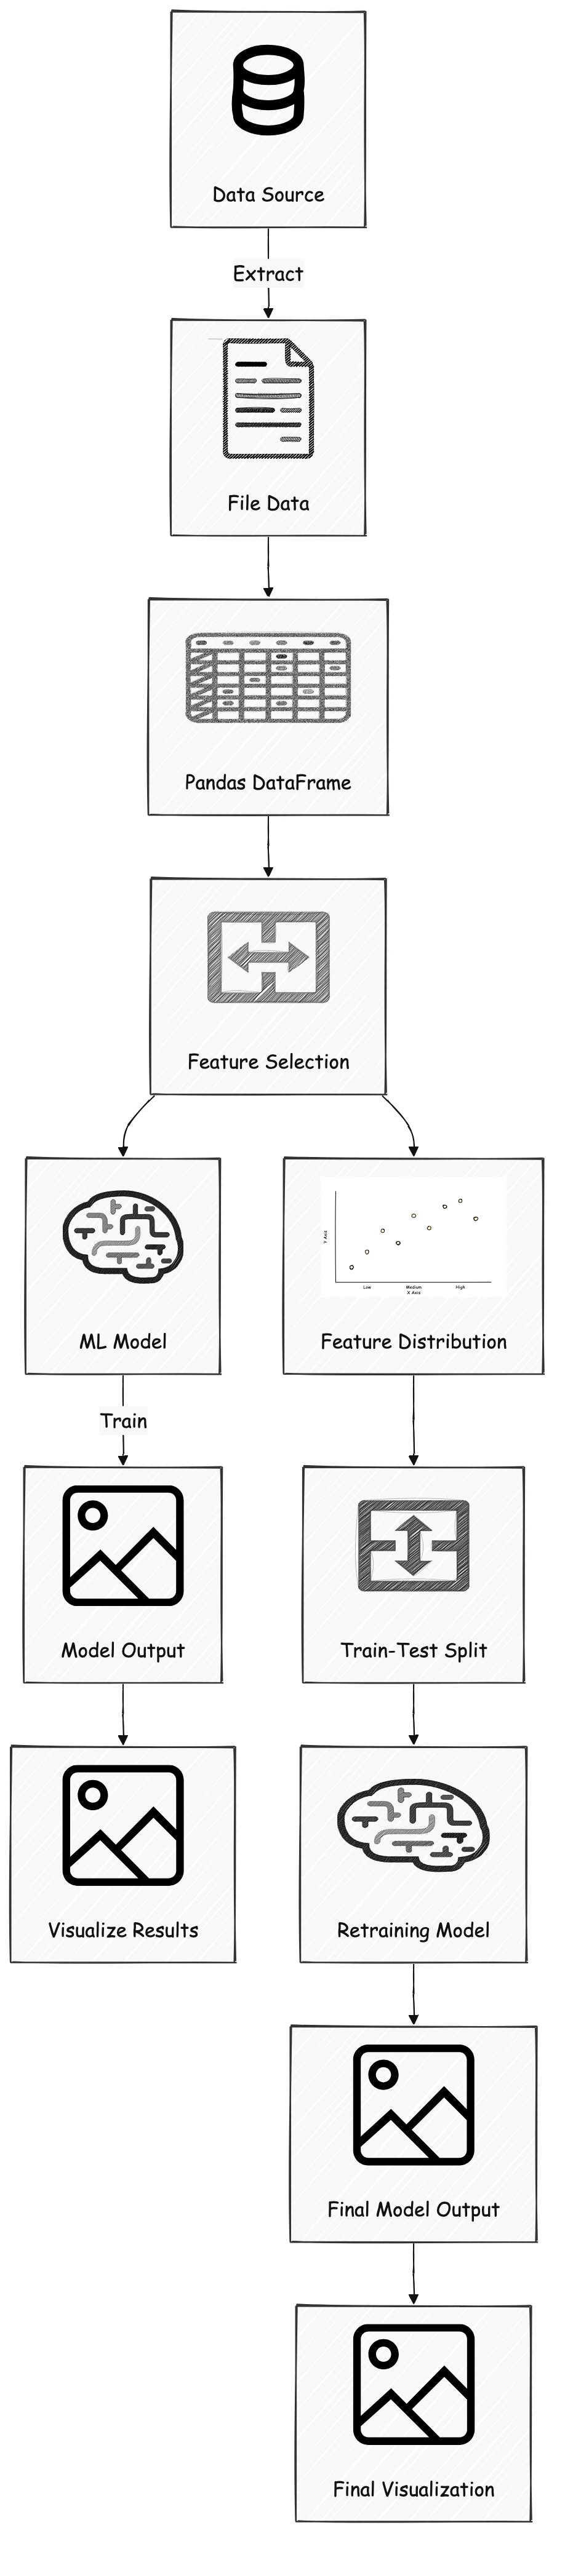 Data Source
Extract
File Data
Pandas DataFrame
Feature Selection
ML Model
Y Axis
Low Medium High
X Axis
Feature Distribution
Train
Model Output
Train-Test Split
Visualize Results
Retraining Model
Final Model Output
Final Visualization